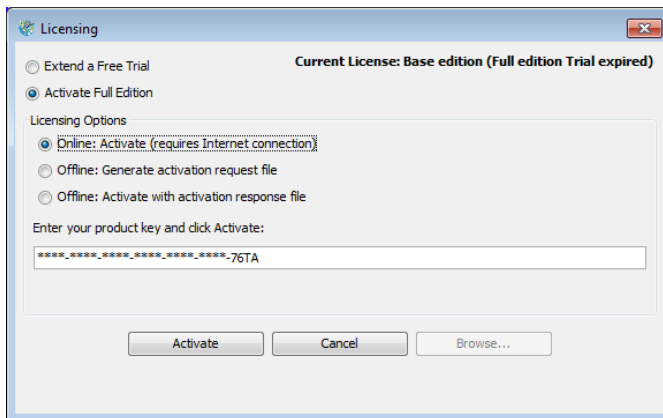 Licensing
Extend a Free Trial
Current License: Base edition (Full edition Trial expired)
Activate Full Edition
Licensing Options
Online: Activate (requires Internet connection)
Offline: Generate activation request file
Offline: Activate with activation response file
Enter your product key and click Activate:
****-****-****-****-****-****-76TA
Activate
Cancel
Browse...